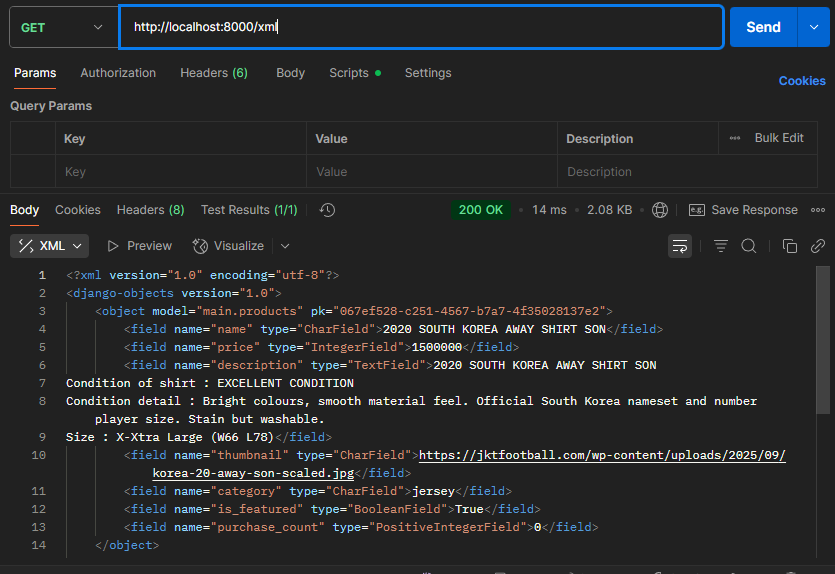 GET http://localhost:8000/xml Send
Params Authorization Headers (6) Body Scripts Settings Cookies
Query Params
Key Value Description Bulk Edit
Key Value Description
Body Cookies Headers (8) Test Results (1/1) 200 OK 14 ms 2.08 KB e.g. Save Response
XML Preview Visualize
1 <?xml version="1.0" encoding="utf-8"?>
2 <django-objects version="1.0">
3 <object model="main.products" pk="067ef528-c251-4567-b7a7-4f35028137e2">
4 <field name="name" type="CharField">2020 SOUTH KOREA AWAY SHIRT SON</field>
5 <field name="price" type="IntegerField">1500000</field>
6 <field name="description" type="TextField">2020 SOUTH KOREA AWAY SHIRT SON
7 Condition of shirt : EXCELLENT CONDITION
8 Condition detail : Bright colours, smooth material feel. Official South Korea nameset and number
player size. Stain but washable.
9 Size : X-Xtra Large (W66 L78)</field>
10 <field name="thumbnail" type="CharField">https://jktfootball.com/wp-content/uploads/2025/09/
korea-20-away-son-scaled.jpg</field>
11 <field name="category" type="CharField">jersey</field>
12 <field name="is_featured" type="BooleanField">True</field>
13 <field name="purchase_count" type="PositiveIntegerField">0</field>
14 </object>